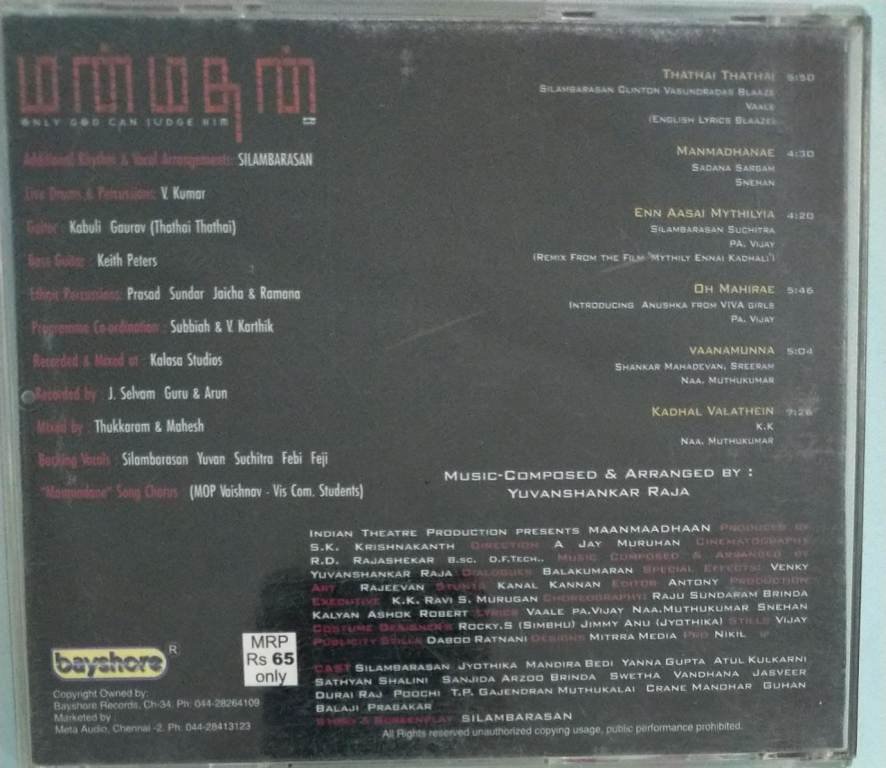 மன்மதன்
ONLY GOD CAN JUDGE HIM
Additional Rhythm & Vocal Arrangements: SILAMBARASAN
Live Drums & Percussions: V. Kumar
Guitar : Kabuli Gaurav (Thathai Thathai)
Bass Guitar : Keith Peters
Ethnic Percussions: Prasad Sundar Jaicha & Ramana
Programme Co-ordination : Subbiah & V. Karthik
Recorded & Mixed at : Kalasa Studios
Recorded by : J. Selvam Guru & Arun
Mixed by : Thukkaram & Mahesh
Backing Vocals : Silambarasan Yuvan Suchitra Febi Feji
Song Chorus (MOP Vaishnav - Vis Com. Students)
THATHAI THATHAI 5:50
SILAMBARASAN CLINTON VASUNDRADAS BLAAZE
VAALE
(ENGLISH LYRICS BLAAZE)
MANMADHANAE 4:30
SADANA SARGAM
SNEHAN
ENN AASAI MYTHILYIA 4:20
SILAMBARASAN SUCHITRA
PA. VIJAY
(REMIX FROM THE FILM 'MYTHILY ENNAI KADHALI')
OH MAHIRAE 5:46
INTRODUCING ANUSHKA FROM VIVA GIRLS
PA. VIJAY
VAANAMUNNA 5:04
SHANKAR MAHADEVAN, SREERAM
NAA. MUTHUKUMAR
KADHAL VALATHEIN 7:26
K.K
NAA. MUTHUKUMAR
MUSIC-COMPOSED & ARRANGED BY :
YUVANSHANKAR RAJA
INDIAN THEATRE PRODUCTION PRESENTS MAANMAADHAAN PRODUCED BY
S.K. KRISHNAKANTH DIRECTION A JAY MURUHAN CINEMATOGRAPHY
R.D. RAJASHEKAR B.SC. D.F.TECH.. MUSIC COMPOSED & ARRANGED BY
YUVANSHANKAR RAJA DIALOGUES BALAKUMARAN SPECIAL EFFECTS: VENKY
ART RAJEEVAN STUNTS KANAL KANNAN EDITOR ANTONY PRODUCTION
EXECUTIVE K.K. RAVI S. MURUGAN CHOREOGRAPHY: RAJU SUNDARAM BRINDA
KALYAN ASHOK ROBERT LYRICS VAALE PA.VIJAY NAA.MUTHUKUMAR SNEHAN
COSTUME DESIGNERS ROCKY.S (SIMBHU) JIMMY ANU (JYOTHIKA) STILLS VIJAY
PUBLICITY STILLS DABOO RATNANI DESIGNS MITRRA MEDIA PRO NIKIL
CAST SILAMBARASAN JYOTHIKA MANDIRA BEDI YANNA GUPTA ATUL KULKARNI
SATHYAN SHALINI SANJIDA ARZOO BRINDA SWETHA VANDHANA JASVEER
DURAI RAJ POOCHI T.P. GAJENDRAN MUTHUKALAI CRANE MANOHAR GUHAN
BALAJI PRABAKAR
STORY & SCREENPLAY SILAMBARASAN
All Rights reserved unauthorized copying usage, public performance prohibited.
bayshore R
MRP
Rs 65
only
Copyright Owned by:
Bayshore Records, Ch-34. Ph: 044-28264109
Marketed by :
Meta Audio, Chennai -2. Ph: 044-28413123